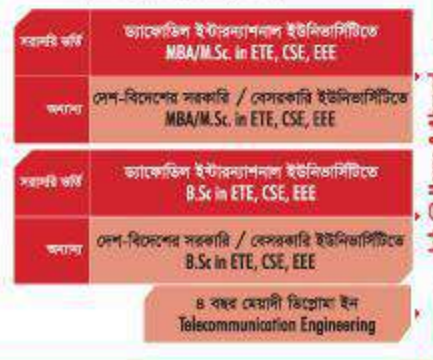 সরাসরি ভর্তি
ড্যাফোডিল ইন্টারন্যাশনাল ইউনিভার্সিটিতে
MBA/M.Sc. in ETE, CSE, EEE
অন্যান্য
দেশ-বিদেশের সরকারি / বেসরকারি ইউনিভার্সিটিতে
MBA/M.Sc. in ETE, CSE, EEE
সরাসরি ভর্তি
ড্যাফোডিল ইন্টারন্যাশনাল ইউনিভার্সিটিতে
B.Sc in ETE, CSE, EEE
অন্যান্য
দেশ-বিদেশের সরকারি / বেসরকারি ইউনিভার্সিটিতে
B.Sc in ETE, CSE, EEE
৪ বছর মেয়াদী ডিপ্লোমা ইন
Telecommunication Engineering